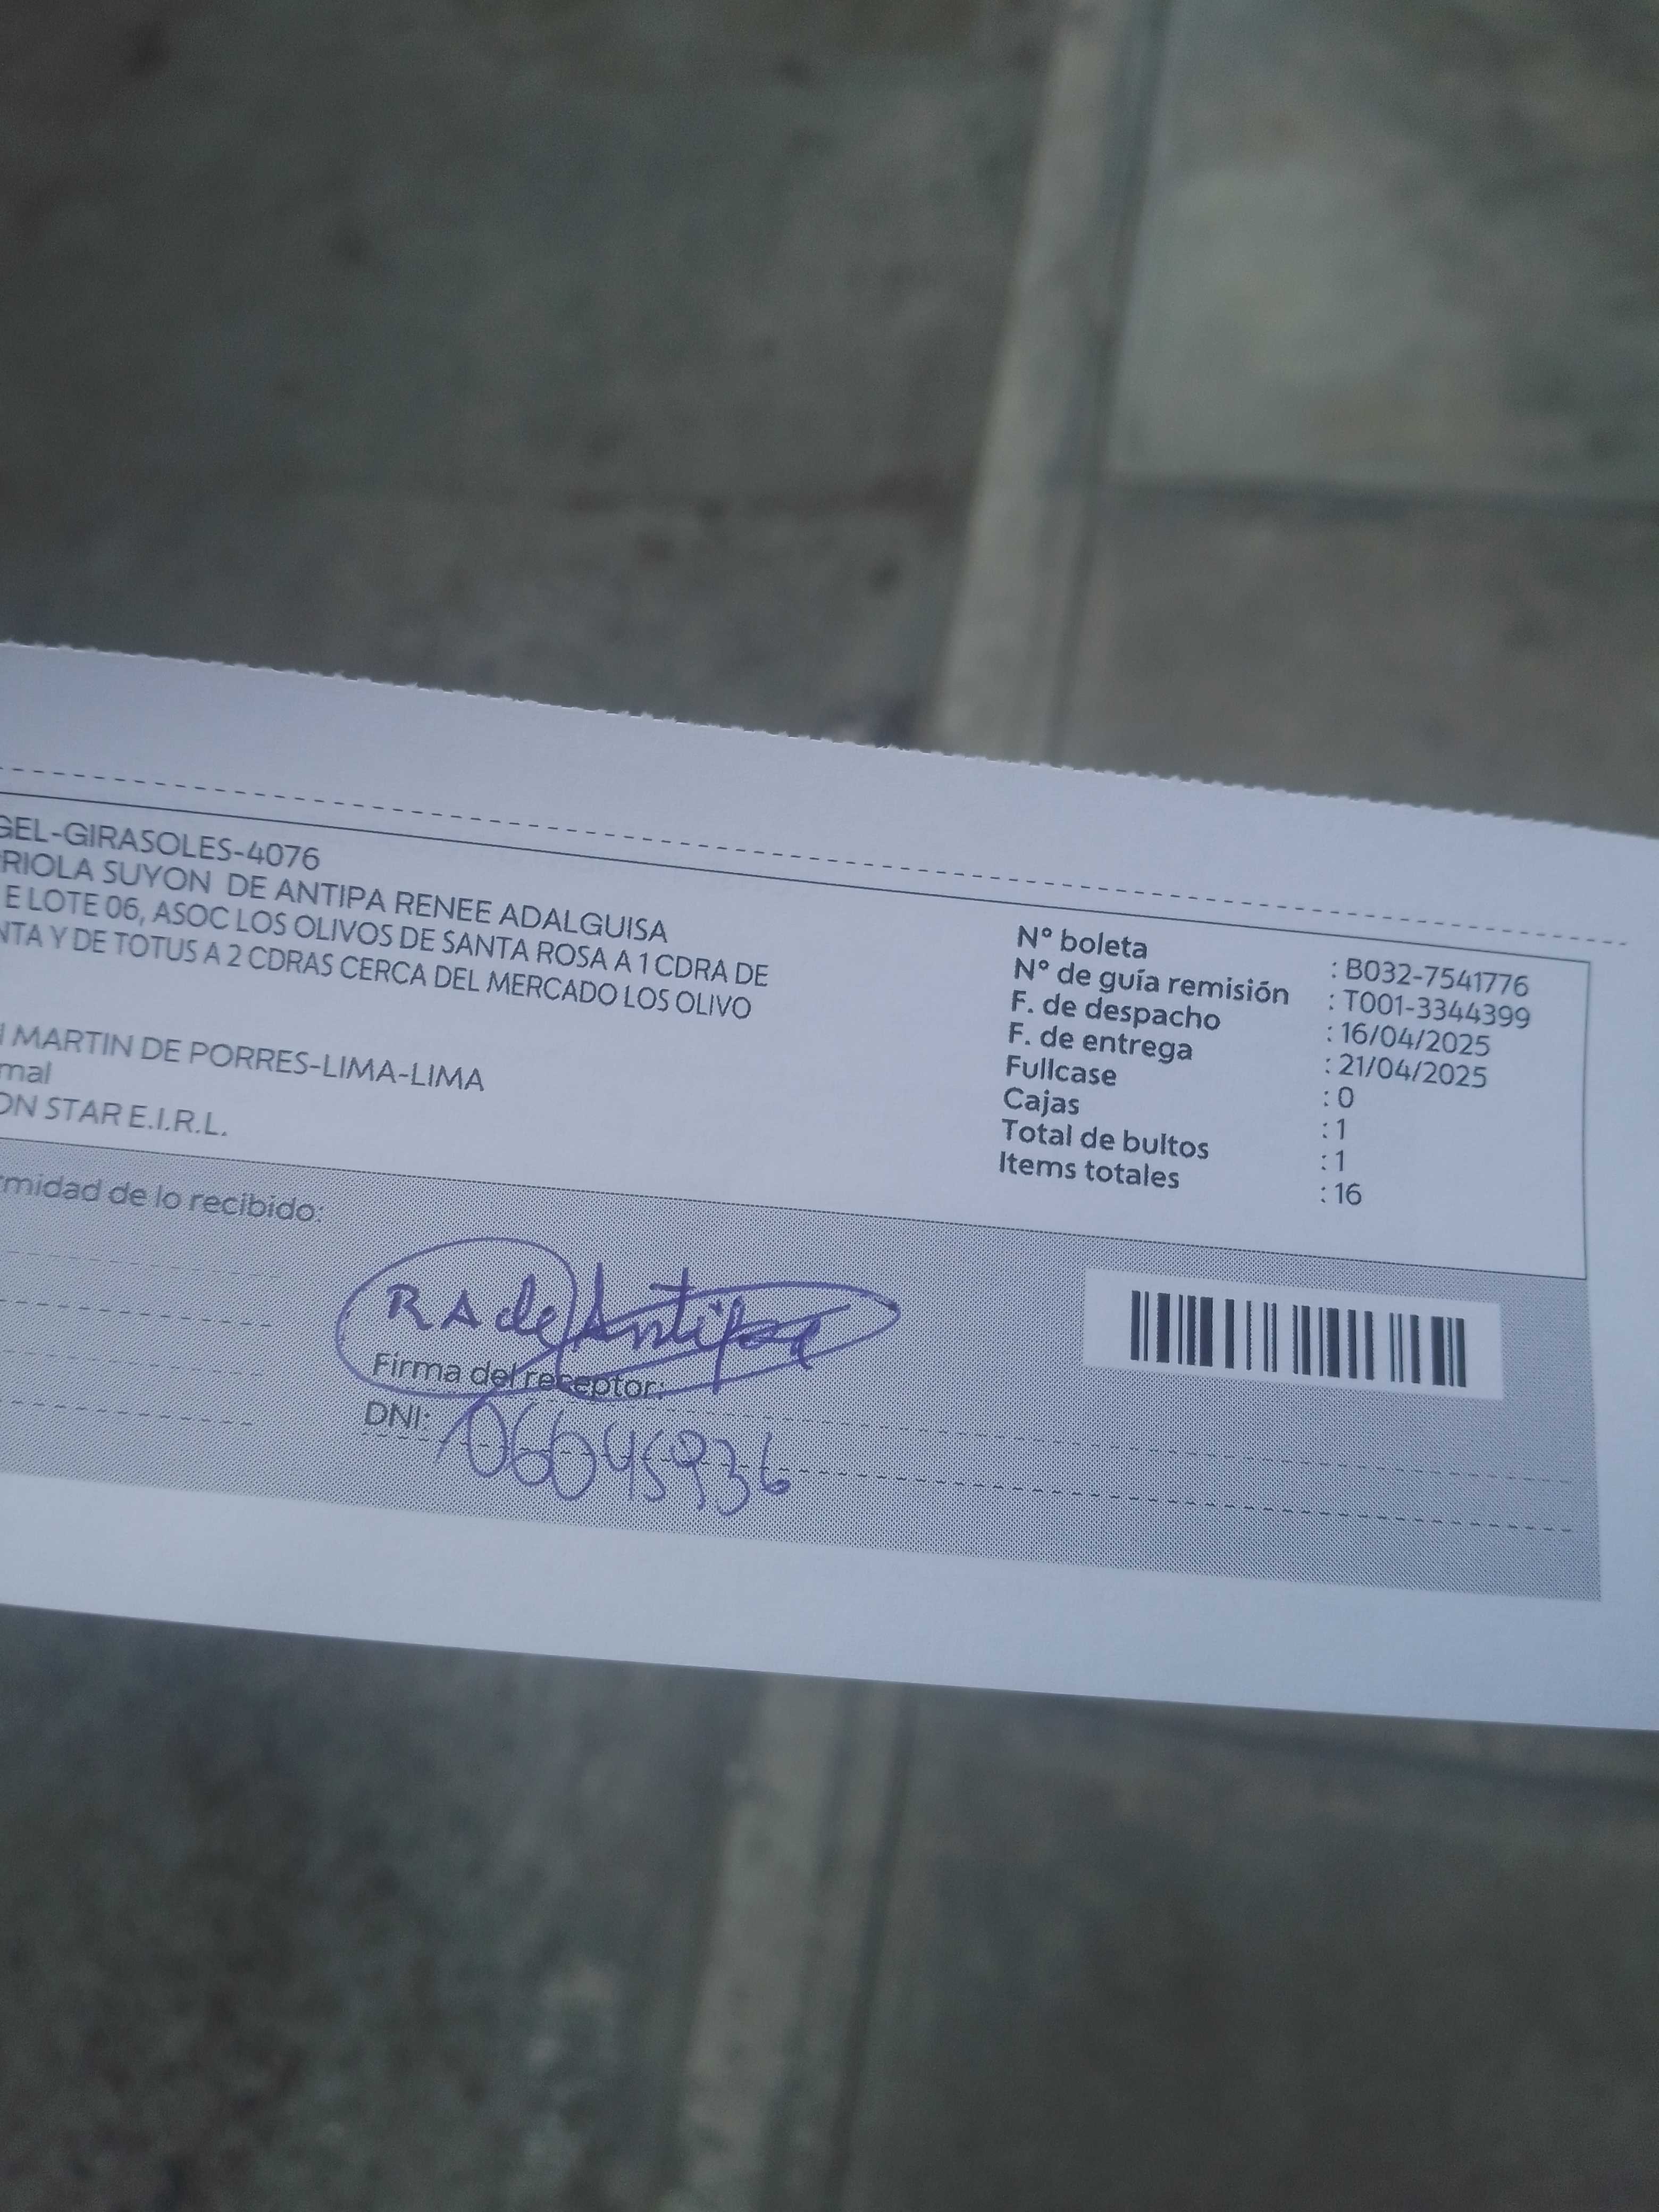 GEL-GIRASOLES-4076
RIOLA SUYON DE ANTIPA RENEE ADALGUISA
E LOTE 06, ASOC LOS OLIVOS DE SANTA ROSA A 1 CDRA DE
NTA Y DE TOTUS A 2 CDRAS CERCA DEL MERCADO LOS OLIVO
MARTIN DE PORRES-LIMA-LIMA
mal
ON STAR E.I.R.L.
Nº boleta : B032-7541776
Nº de guía remisión : T001-3344399
F. de despacho : 16/04/2025
F. de entrega : 21/04/2025
Fullcase : 0
Cajas : 1
Total de bultos : 1
Items totales : 16
rmidad de lo recibido:
RA de Antipa
Firma del receptor:
DNI: 06045936